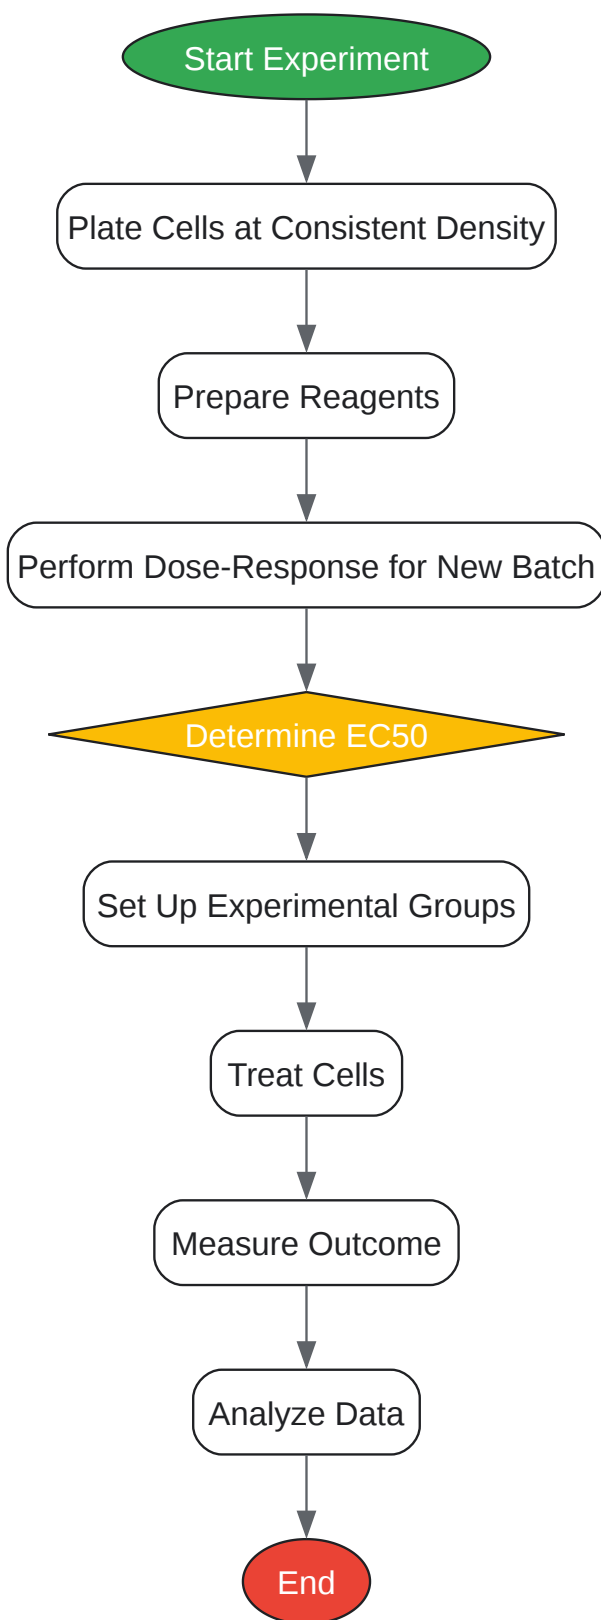 Start Experiment
Plate Cells at Consistent Density
Prepare Reagents
Perform Dose-Response for New Batch
Determine EC50
Set Up Experimental Groups
Treat Cells
Measure Outcome
Analyze Data
End